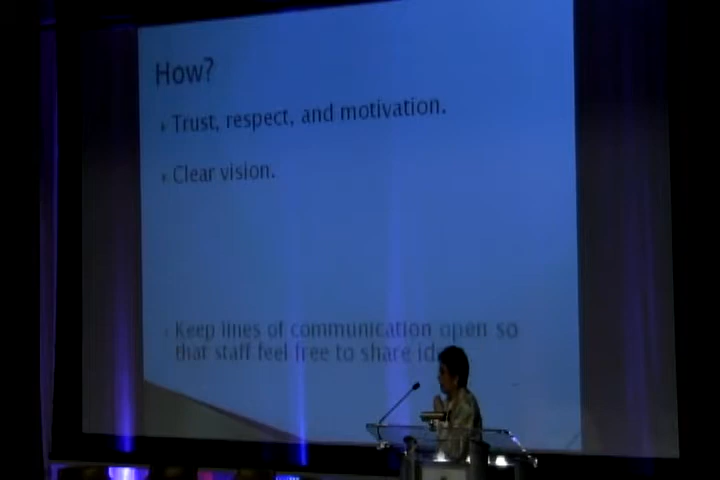 How?
Trust, respect, and motivation.
Clear vision.
Keep lines of communication open so
that staff feel free to share